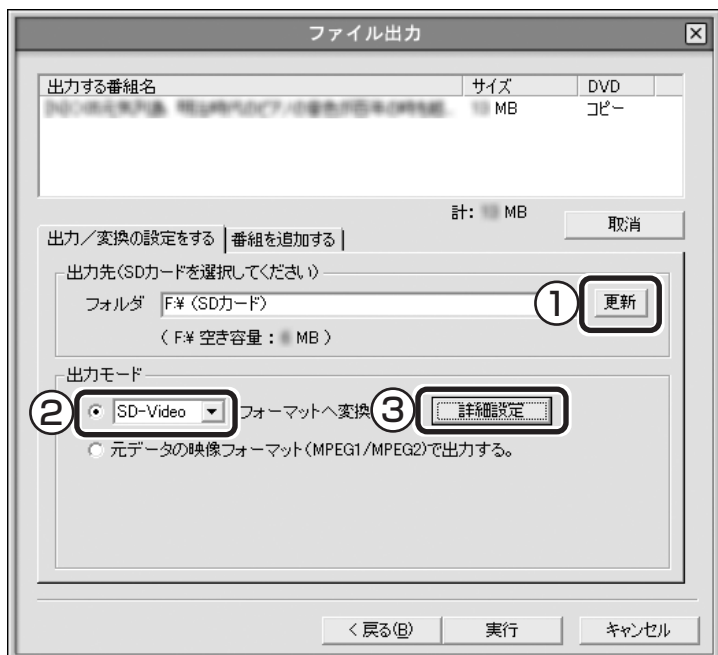 ファイル出力
出力する番組名 サイズ DVD
MB コピー
計: MB
取消
出力／変換の設定をする 番組を追加する
出力先(SDカードを選択してください)
フォルダ F:¥ (SDカード) ① 更新
( F:¥ 空き容量: MB )
出力モード
② SD-Video フォーマットへ変換 ③ 詳細設定
元データの映像フォーマット(MPEG1/MPEG2)で出力する。
< 戻る(B) 実行 キャンセル